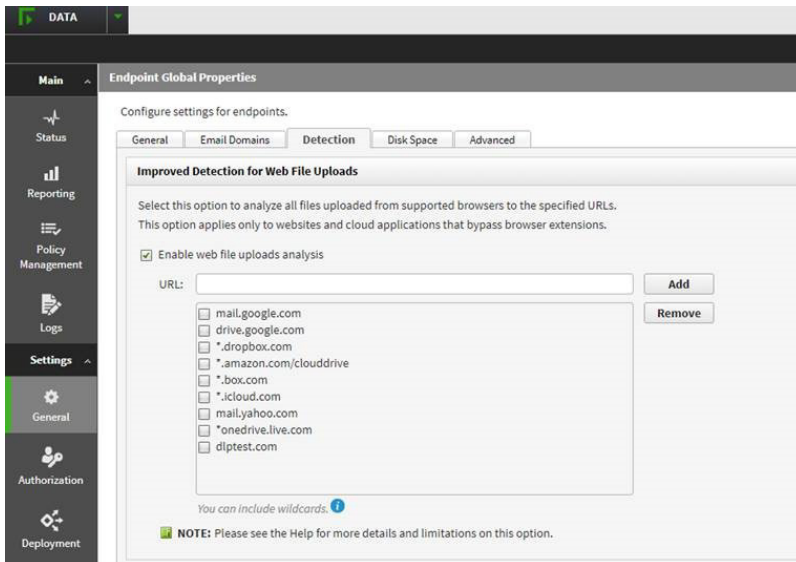 DATA
Main
Endpoint Global Properties
Configure settings for endpoints.
Status
General
Email Domains
Detection
Disk Space
Advanced
Improved Detection for Web File Uploads
Reporting
Select this option to analyze all files uploaded from supported browsers to the specified URLs.
This option applies only to websites and cloud applications that bypass browser extensions.
Policy
Management
Enable web file uploads analysis
URL:
Add
Remove
mail.google.com
drive.google.com
*.dropbox.com
*.amazon.com/clouddrive
*.box.com
*.icloud.com
mail.yahoo.com
*onedrive.live.com
dlptest.com
Logs
Settings
General
Authorization
Deployment
You can include wildcards.
NOTE: Please see the Help for more details and limitations on this option.